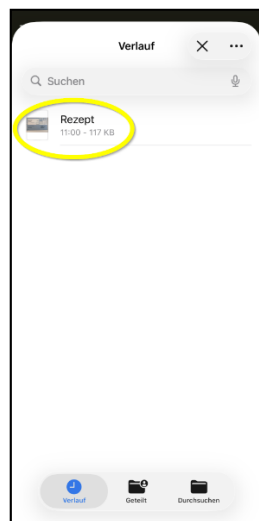 Verlauf
Suchen
Rezept
11:00 - 117 KB
Verlauf Geteilt Durchsuchen